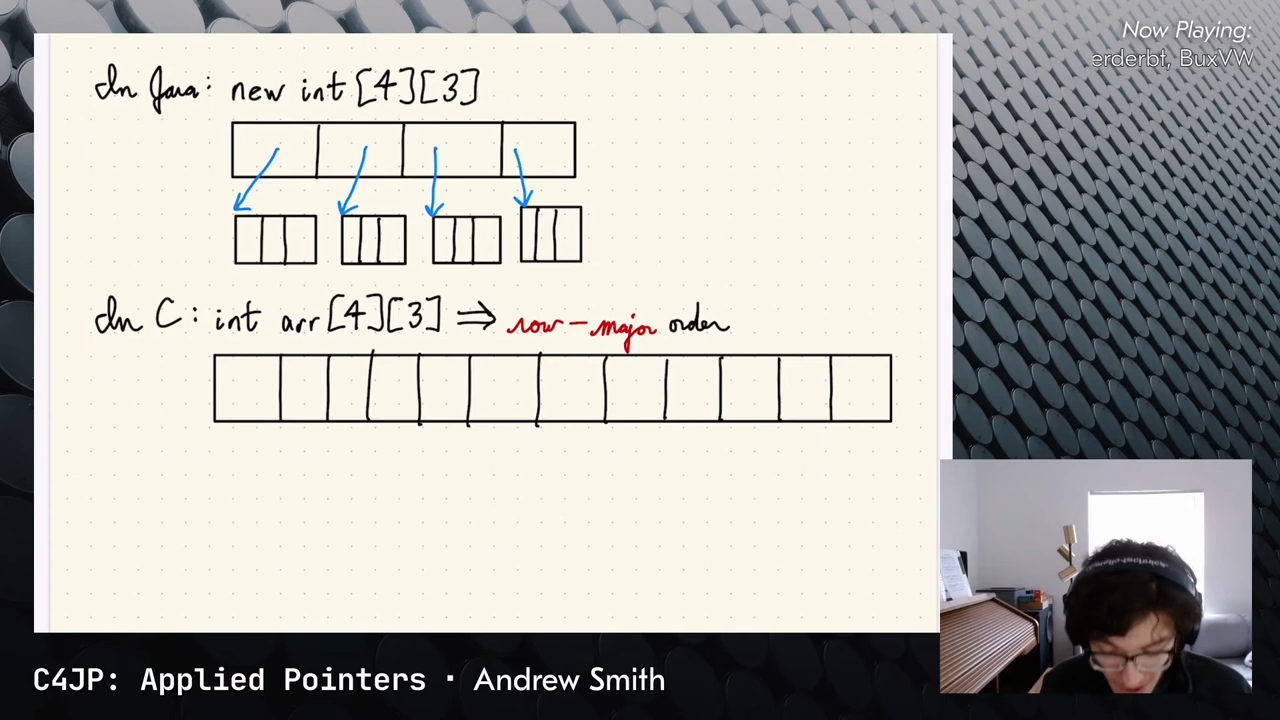 Now Playing:
erderbt, BuxVW
In Java: new int [4][3]
In C: int arr [4][3] ⇒ row-major order
C4JP: Applied Pointers · Andrew Smith